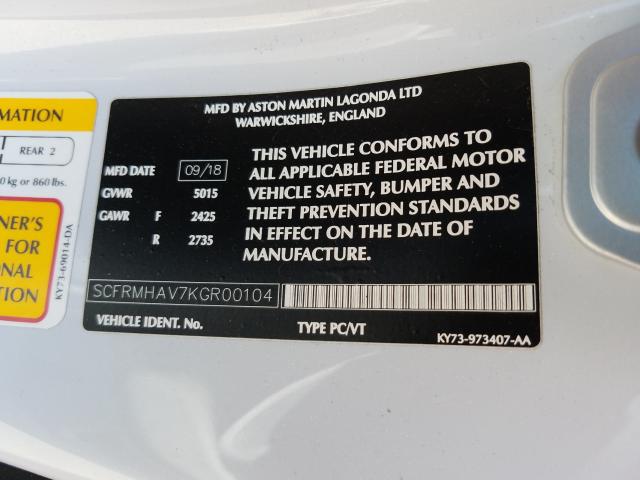 MATION
REAR 2
0 kg or 860 lbs.
NER'S
FOR
ONAL
TION
KY73-69014-DA
MFD BY ASTON MARTIN LAGONDA LTD
WARWICKSHIRE, ENGLAND
MFD DATE 09/18
GVWR 5015
GAWR F 2425
R 2735
THIS VEHICLE CONFORMS TO
ALL APPLICABLE FEDERAL MOTOR
VEHICLE SAFETY, BUMPER AND
THEFT PREVENTION STANDARDS
IN EFFECT ON THE DATE OF
MANUFACTURE.
SCFRMHAV7KGR00104
VEHICLE IDENT. No.
TYPE PC/VT
KY73-973407-AA